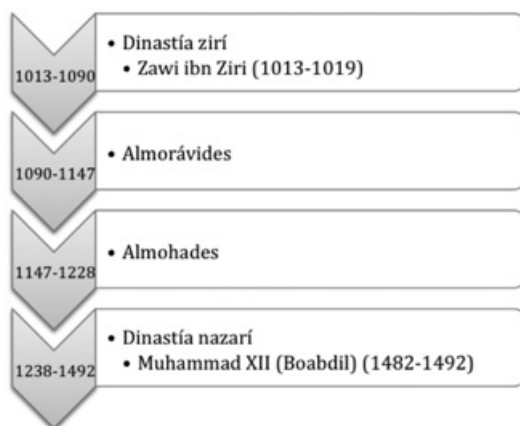 1013-1090
• Dinastía zirí
• Zawi ibn Ziri (1013-1019)
1090-1147
• Almorávides
1147-1228
• Almohades
1238-1492
• Dinastía nazarí
• Muhammad XII (Boabdil) (1482-1492)